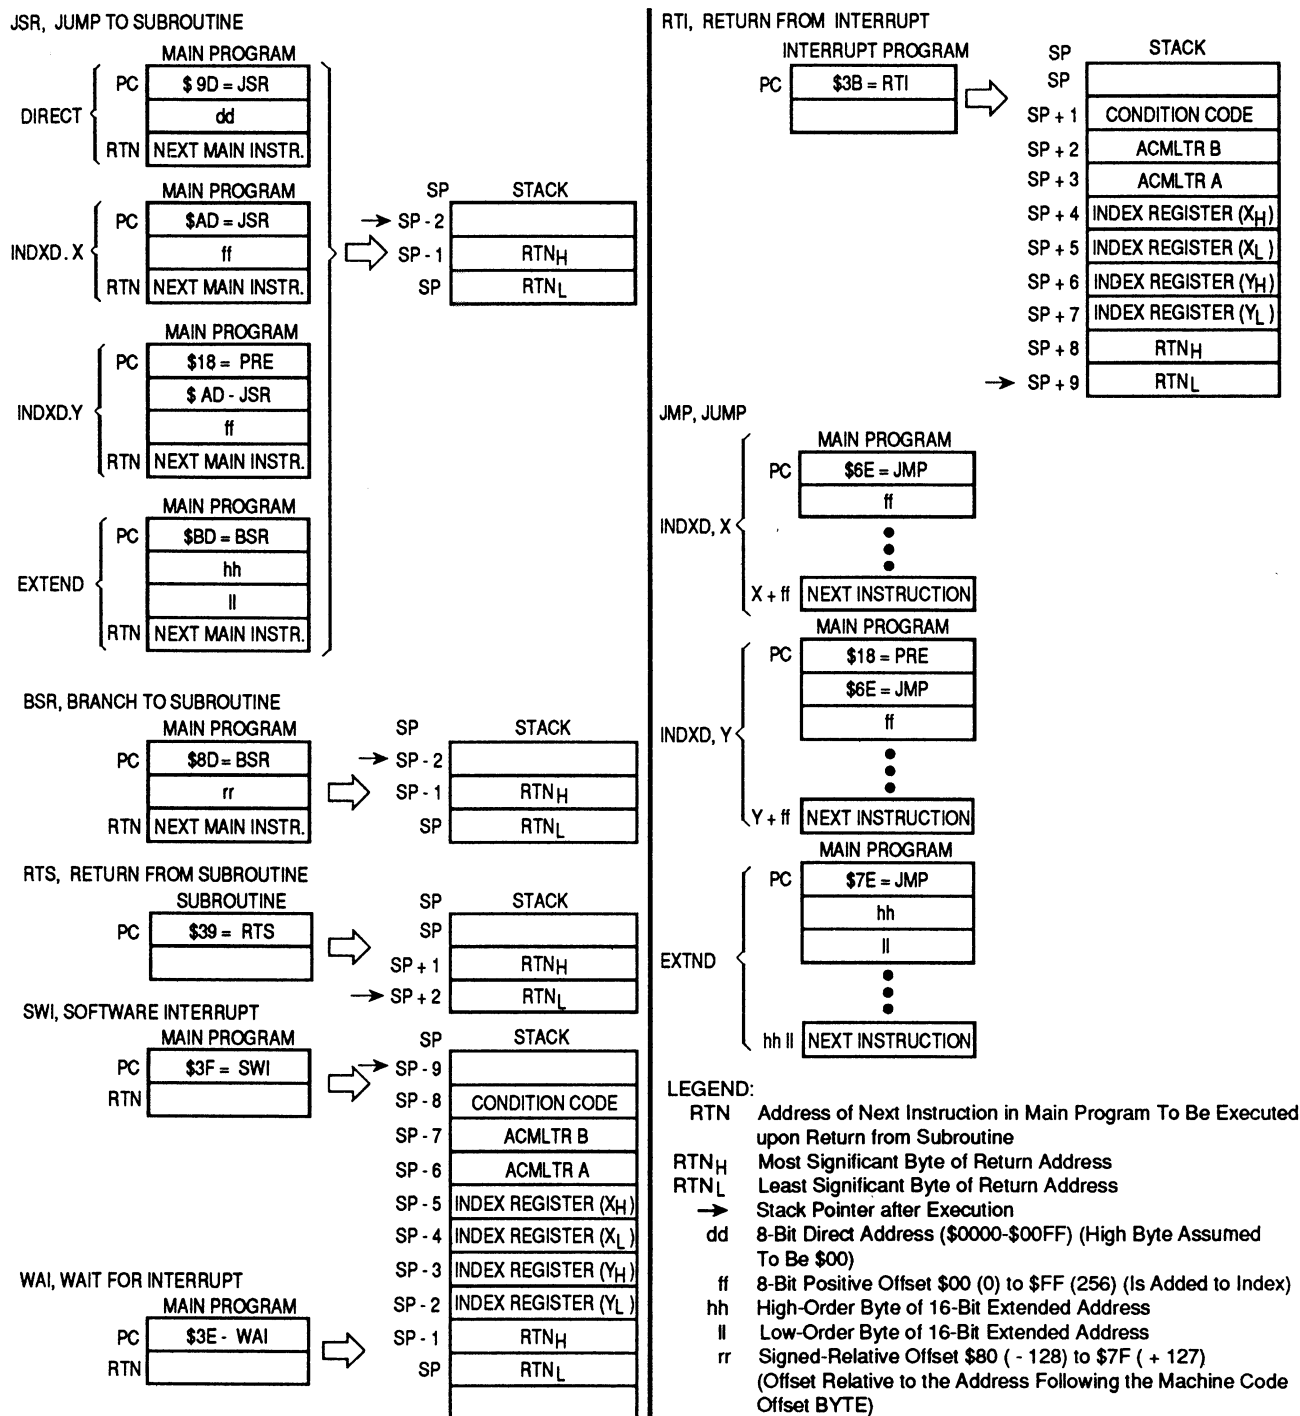 JSR, JUMP TO SUBROUTINE
MAIN PROGRAM
DIRECT
PC $ 9D = JSR
dd
RTN NEXT MAIN INSTR.
MAIN PROGRAM
INDXD . X
PC $AD = JSR
ff
RTN NEXT MAIN INSTR.
MAIN PROGRAM
INDXD.Y
PC $18 = PRE
$ AD - JSR
ff
RTN NEXT MAIN INSTR.
MAIN PROGRAM
EXTEND
PC $BD = BSR
hh
ll
RTN NEXT MAIN INSTR.
SP STACK
→ SP - 2
SP - 1 RTNH
SP RTNL
BSR, BRANCH TO SUBROUTINE
MAIN PROGRAM
PC $8D = BSR
rr
RTN NEXT MAIN INSTR.
SP STACK
→ SP - 2
SP - 1 RTNH
SP RTNL
RTS, RETURN FROM SUBROUTINE
SUBROUTINE
PC $39 = RTS
SP STACK
SP
SP + 1 RTNH
→ SP + 2 RTNL
SWI, SOFTWARE INTERRUPT
MAIN PROGRAM
PC $3F = SWI
RTN
SP STACK
→ SP - 9
SP - 8 CONDITION CODE
SP - 7 ACMLTR B
SP - 6 ACMLTR A
SP - 5 INDEX REGISTER (XH)
SP - 4 INDEX REGISTER (XL)
SP - 3 INDEX REGISTER (YH)
SP - 2 INDEX REGISTER (YL)
SP - 1 RTNH
SP RTNL
WAI, WAIT FOR INTERRUPT
MAIN PROGRAM
PC $3E - WAI
RTN
RTI, RETURN FROM INTERRUPT
INTERRUPT PROGRAM
PC $3B = RTI
SP STACK
SP
SP + 1 CONDITION CODE
SP + 2 ACMLTR B
SP + 3 ACMLTR A
SP + 4 INDEX REGISTER (XH)
SP + 5 INDEX REGISTER (XL)
SP + 6 INDEX REGISTER (YH)
SP + 7 INDEX REGISTER (YL)
SP + 8 RTNH
→ SP + 9 RTNL
JMP, JUMP
MAIN PROGRAM
INDXD, X
PC $6E = JMP
ff
X + ff NEXT INSTRUCTION
MAIN PROGRAM
INDXD, Y
PC $18 = PRE
$6E = JMP
ff
Y + ff NEXT INSTRUCTION
MAIN PROGRAM
EXTND
PC $7E = JMP
hh
ll
hh ll NEXT INSTRUCTION
LEGEND:
RTN Address of Next Instruction in Main Program To Be Executed
upon Return from Subroutine
RTNH Most Significant Byte of Return Address
RTNL Least Significant Byte of Return Address
→ Stack Pointer after Execution
dd 8-Bit Direct Address ($0000-$00FF) (High Byte Assumed
To Be $00)
ff 8-Bit Positive Offset $00 (0) to $FF (256) (Is Added to Index)
hh High-Order Byte of 16-Bit Extended Address
ll Low-Order Byte of 16-Bit Extended Address
rr Signed-Relative Offset $80 ( - 128) to $7F ( + 127)
(Offset Relative to the Address Following the Machine Code
Offset BYTE)